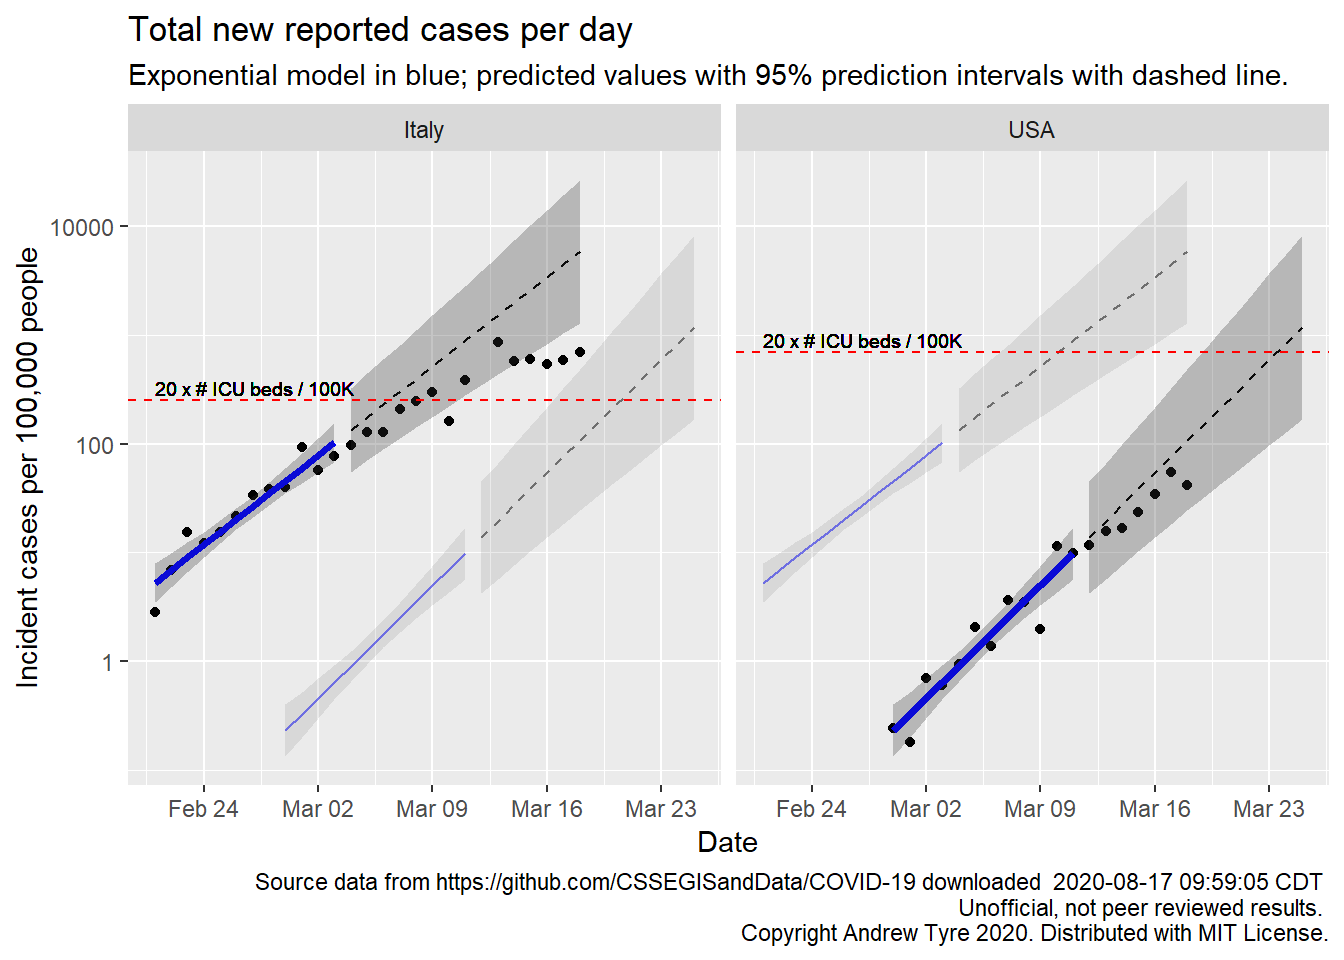 Total new reported cases per day
Exponential model in blue; predicted values with 95% prediction intervals with dashed line.
Italy
USA
Incident cases per 100,000 people
10000
100
1
20 x # ICU beds / 100K
20 x # ICU beds / 100K
Feb 24 Mar 02 Mar 09 Mar 16 Mar 23
Feb 24 Mar 02 Mar 09 Mar 16 Mar 23
Date
Source data from https://github.com/CSSEGISandData/COVID-19 downloaded  2020-08-17 09:59:05 CDT
Unofficial, not peer reviewed results.
Copyright Andrew Tyre 2020. Distributed with MIT License.